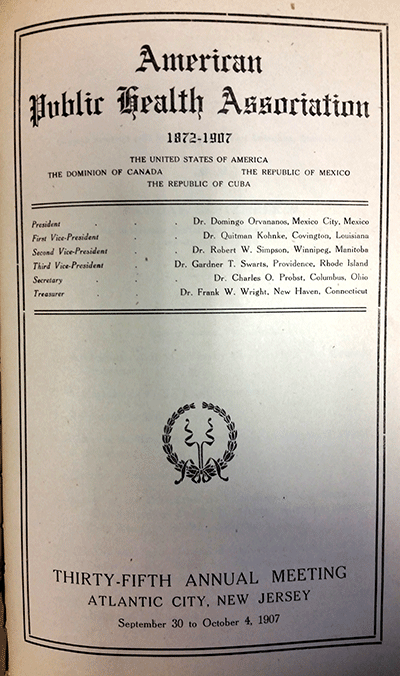 American
Public Health Association
1872-1907
THE UNITED STATES OF AMERICA
THE DOMINION OF CANADA THE REPUBLIC OF MEXICO
THE REPUBLIC OF CUBA
President . . . Dr. Domingo Orvananos, Mexico City, Mexico
First Vice-President . . Dr. Quitman Kohnke, Covington, Louisiana
Second Vice-President . . Dr. Robert W. Simpson, Winnipeg, Manitoba
Third Vice-President . . Dr. Gardner T. Swarts, Providence, Rhode Island
Secretary . . . Dr. Charles O. Probst, Columbus, Ohio
Treasurer . . . Dr. Frank W. Wright, New Haven, Connecticut
THIRTY-FIFTH ANNUAL MEETING
ATLANTIC CITY, NEW JERSEY
September 30 to October 4, 1907